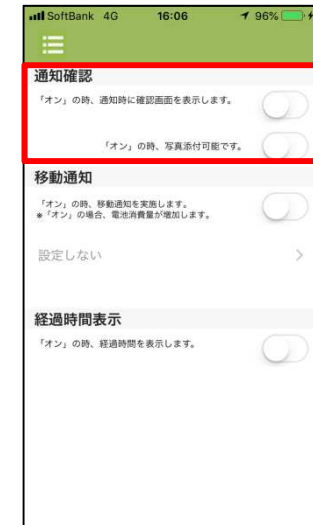 SoftBank 4G 16:06 96%
通知確認
「オン」の時、通知時に確認画面を表示します。
「オン」の時、写真添付可能です。
移動通知
「オン」の時、移動通知を実施します。
※「オン」の場合、電池消費量が増加します。
設定しない
経過時間表示
「オン」の時、経過時間を表示します。